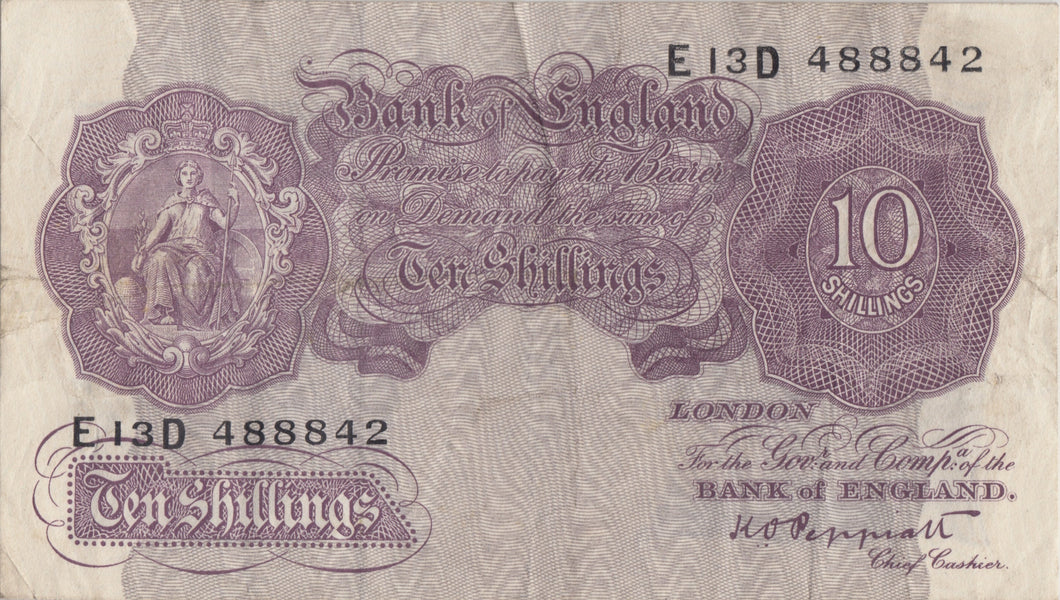 E13D 488842
Bank of England
Promise to pay the Bearer
on Demand the sum of
Ten Shillings
10
SHILLINGS
E13D 488842
Ten Shillings
LONDON
For the Govr. and Compa. of the
BANK of ENGLAND.
K O Peppiatt
Chief Cashier.